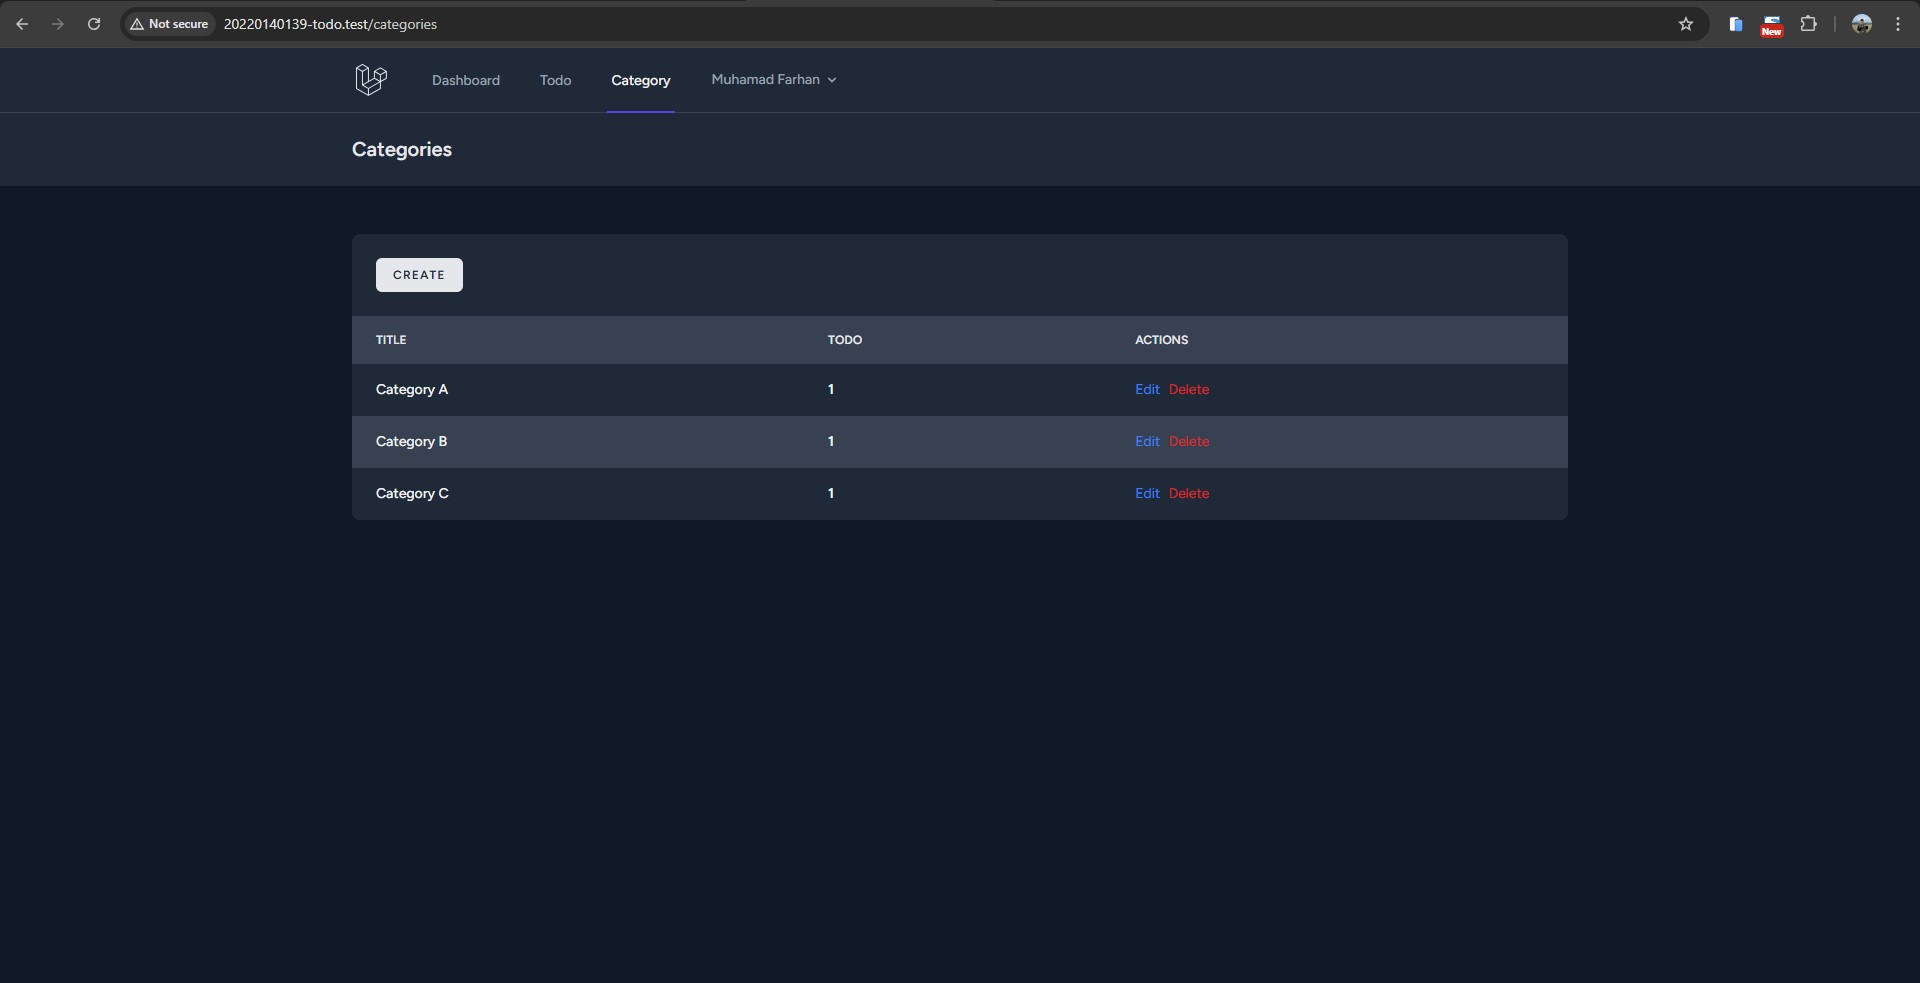 Not secure 20220140139-todo.test/categories New
Dashboard Todo Category Muhamad Farhan
Categories
CREATE
TITLE TODO ACTIONS
Category A 1 Edit Delete
Category B 1 Edit Delete
Category C 1 Edit Delete